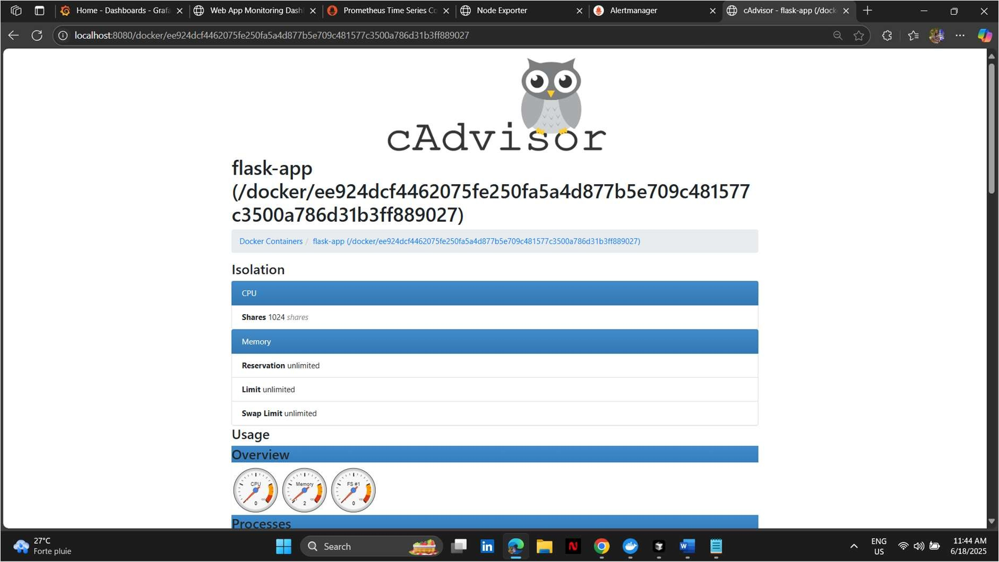 Home - Dashboards - Grafa
Web App Monitoring Dash
Prometheus Time Series Co
Node Exporter
Alertmanager
cAdvisor - flask-app (/dock
localhost:8080/docker/ee924dcf4462075fe250fa5a4d877b5e709c481577c3500a786d31b3ff889027
cAdvisor
flask-app
(/docker/ee924dcf4462075fe250fa5a4d877b5e709c481577
c3500a786d31b3ff889027)
Docker Containers / flask-app (/docker/ee924dcf4462075fe250fa5a4d877b5e709c481577c3500a786d31b3ff889027)
Isolation
CPU
Shares 1024 shares
Memory
Reservation unlimited
Limit unlimited
Swap Limit unlimited
Usage
Overview
CPU
0
Memory
2
FS #1
0
Processes
27°C
Forte pluie
Search
ENG
US
11:44 AM
6/18/2025